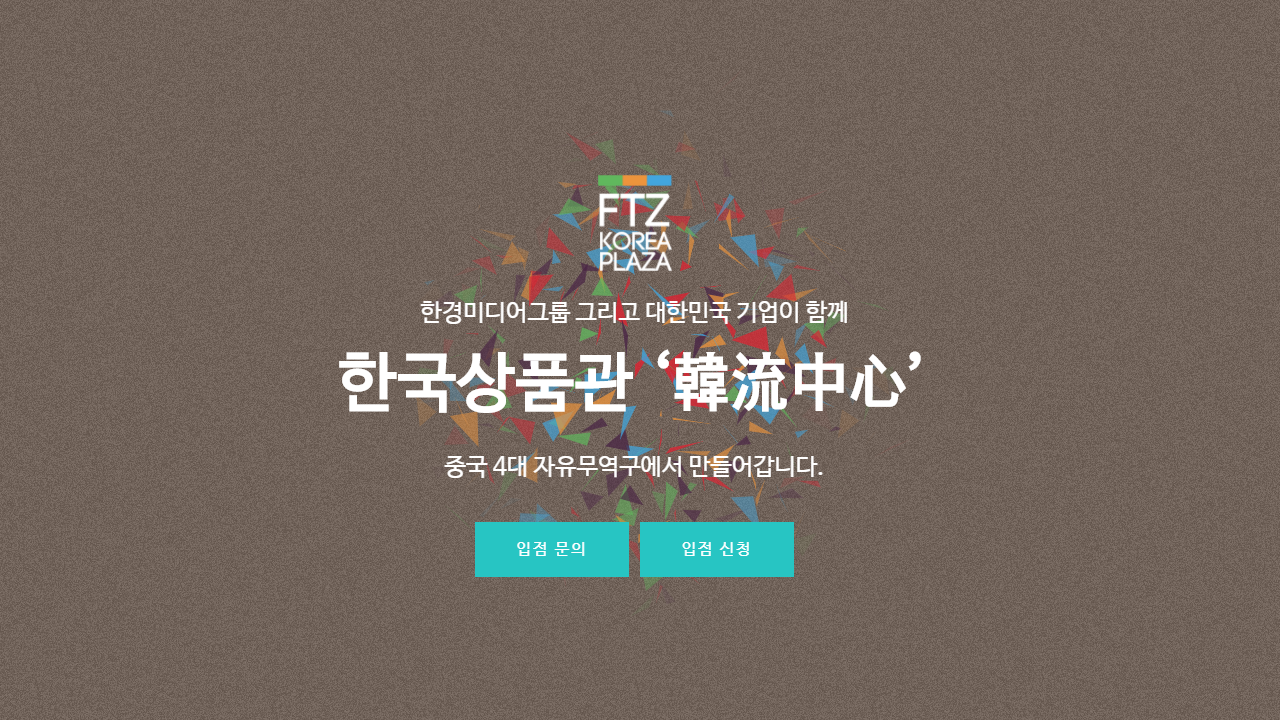 FTZ
KOREA
PLAZA
한경미디어그룹 그리고 대한민국 기업이 함께
한국상품관 ‘韓流中心’
중국 4대 자유무역구에서 만들어갑니다.
입점 문의
입점 신청